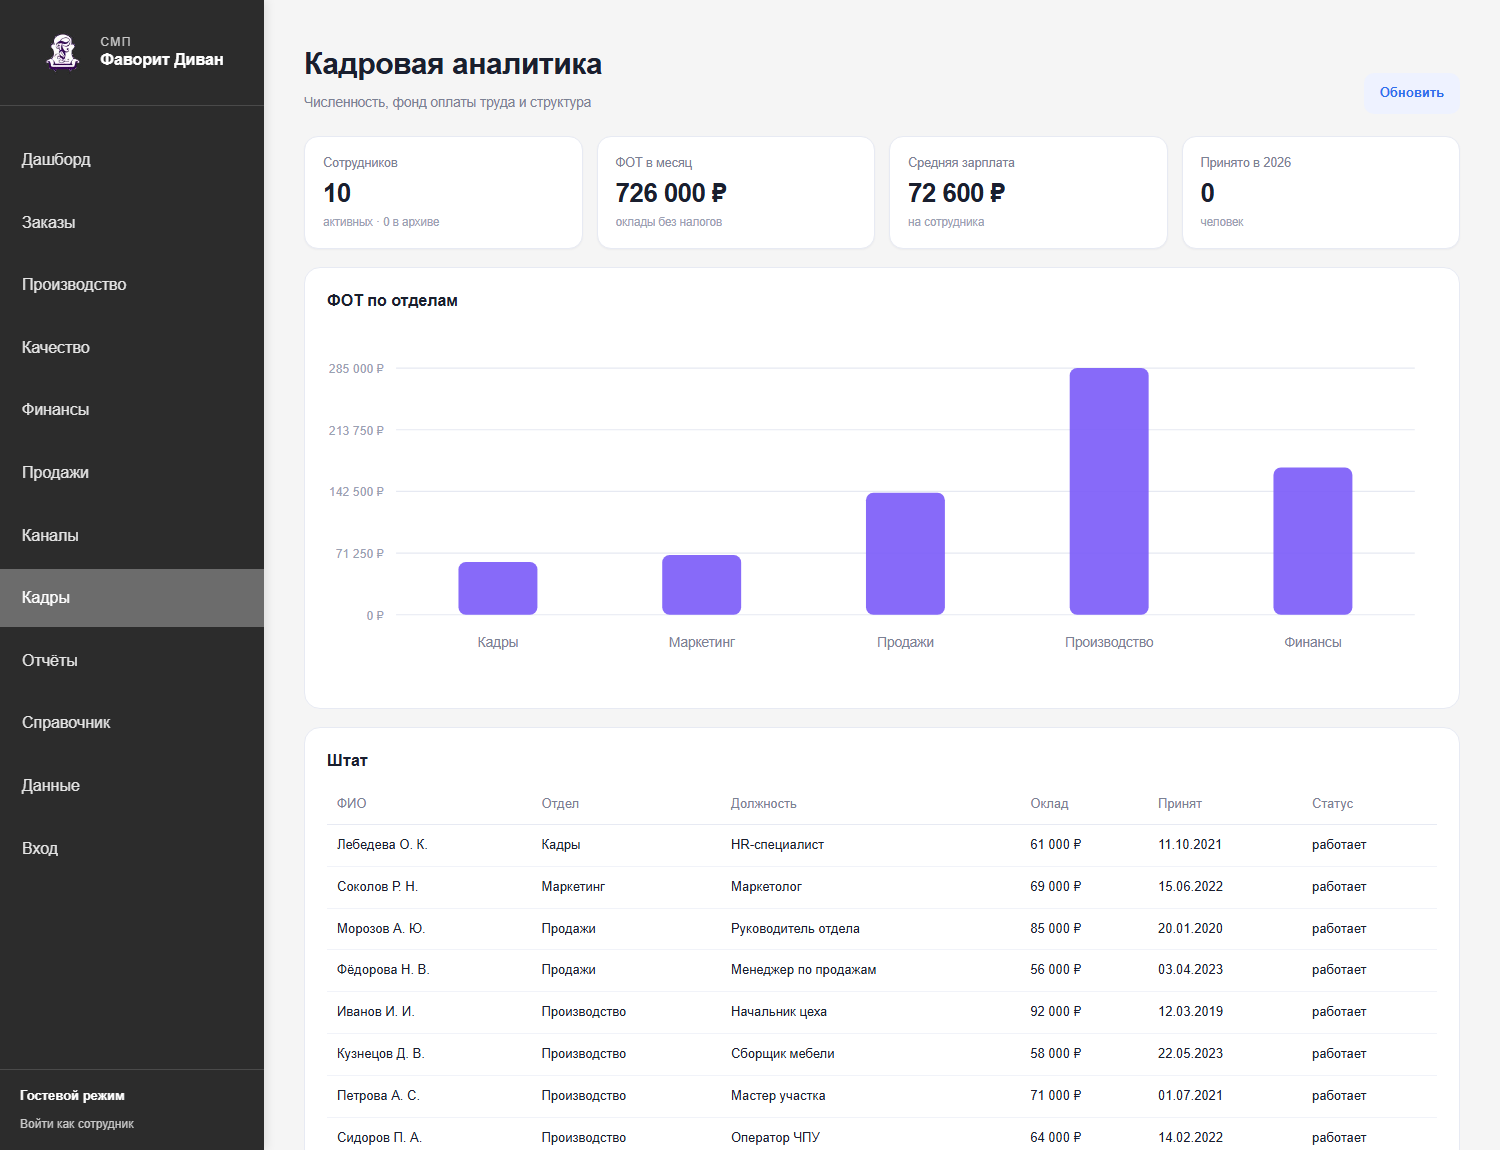 СМП
Фаворит Диван
Дашборд
Заказы
Производство
Качество
Финансы
Продажи
Каналы
Кадры
Отчёты
Справочник
Данные
Вход
Гостевой режим
Войти как сотрудник
Кадровая аналитика
Численность, фонд оплаты труда и структура
Обновить
Сотрудников
10
активных · 0 в архиве
ФОТ в месяц
726 000 ₽
оклады без налогов
Средняя зарплата
72 600 ₽
на сотрудника
Принято в 2026
0
человек
ФОТ по отделам
285 000 ₽
213 750 ₽
142 500 ₽
71 250 ₽
0 ₽
Кадры Маркетинг Продажи Производство Финансы
Штат
ФИО Отдел Должность Оклад Принят Статус
Лебедева О. К. Кадры HR-специалист 61 000 ₽ 11.10.2021 работает
Соколов Р. Н. Маркетинг Маркетолог 69 000 ₽ 15.06.2022 работает
Морозов А. Ю. Продажи Руководитель отдела 85 000 ₽ 20.01.2020 работает
Фёдорова Н. В. Продажи Менеджер по продажам 56 000 ₽ 03.04.2023 работает
Иванов И. И. Производство Начальник цеха 92 000 ₽ 12.03.2019 работает
Кузнецов Д. В. Производство Сборщик мебели 58 000 ₽ 22.05.2023 работает
Петрова А. С. Производство Мастер участка 71 000 ₽ 01.07.2021 работает
Сидоров П. А. Производство Оператор ЧПУ 64 000 ₽ 14.02.2022 работает